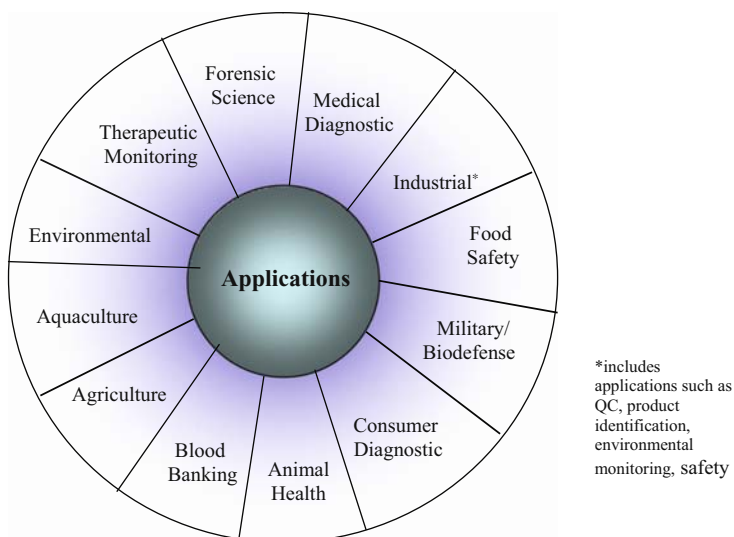 Forensic
Science
Medical
Diagnostic
Industrial*
Food
Safety
Military/
Biodefense
Consumer
Diagnostic
Animal
Health
Blood
Banking
Agriculture
Aquaculture
Environmental
Therapeutic
Monitoring
Applications
*includes
applications such as
QC, product
identification,
environmental
monitoring, safety